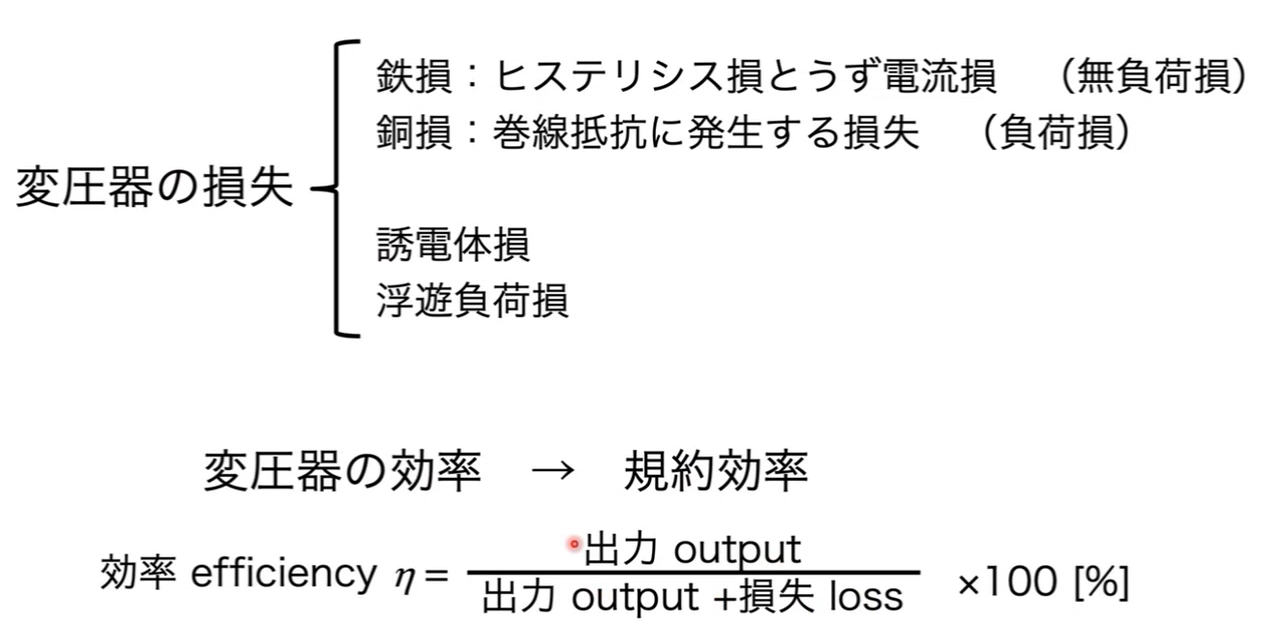 鉄損：ヒステリシス損とうず電流損　（無負荷損）
銅損：巻線抵抗に発生する損失　（負荷損）
変圧器の損失
誘電体損
浮遊負荷損
変圧器の効率　→　規約効率
効率 efficiency η = 出力 output
出力 output +損失 loss ×100 [%]